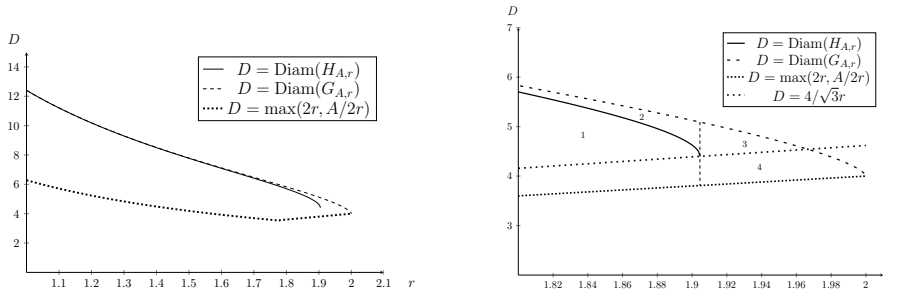 D
14
12
10
8
6
4
2
1.1 1.2 1.3 1.4 1.5 1.6 1.7 1.8 1.9 2 2.1 r
D = Diam(H_{A,r})
D = Diam(G_{A,r})
D = max(2r, A/2r)
D
7
6
5
4
3
1.82 1.84 1.86 1.88 1.9 1.92 1.94 1.96 1.98 2
D = Diam(H_{A,r})
D = Diam(G_{A,r})
D = max(2r, A/2r)
D = 4/√3r
1
2
3
4